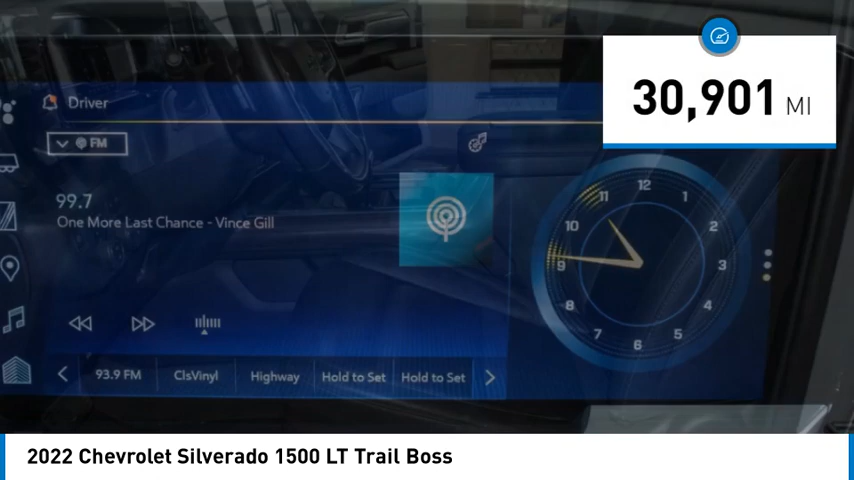 30,901 MI
Driver
FM
99.7
One More Last Chance - Vince Gill
12
1
2
3
4
5
6
7
8
9
10
11
93.9 FM
ClsVinyl
Highway
Hold to Set
Hold to Set
2022 Chevrolet Silverado 1500 LT Trail Boss